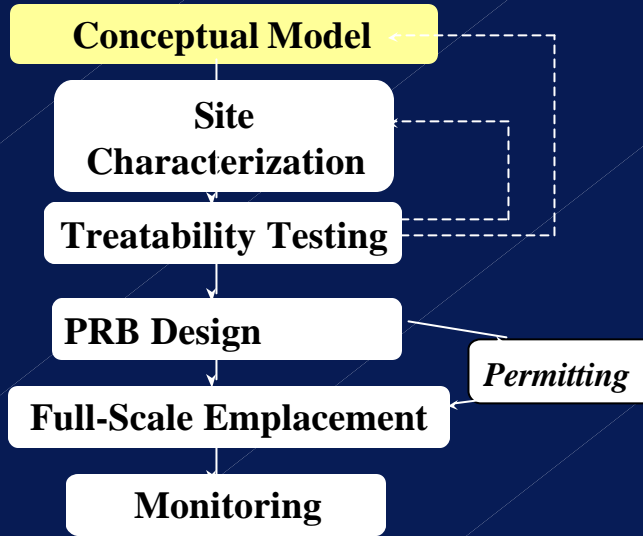 Conceptual Model
Site
Characterization
Treatability Testing
PRB Design
Permitting
Full-Scale Emplacement
Monitoring